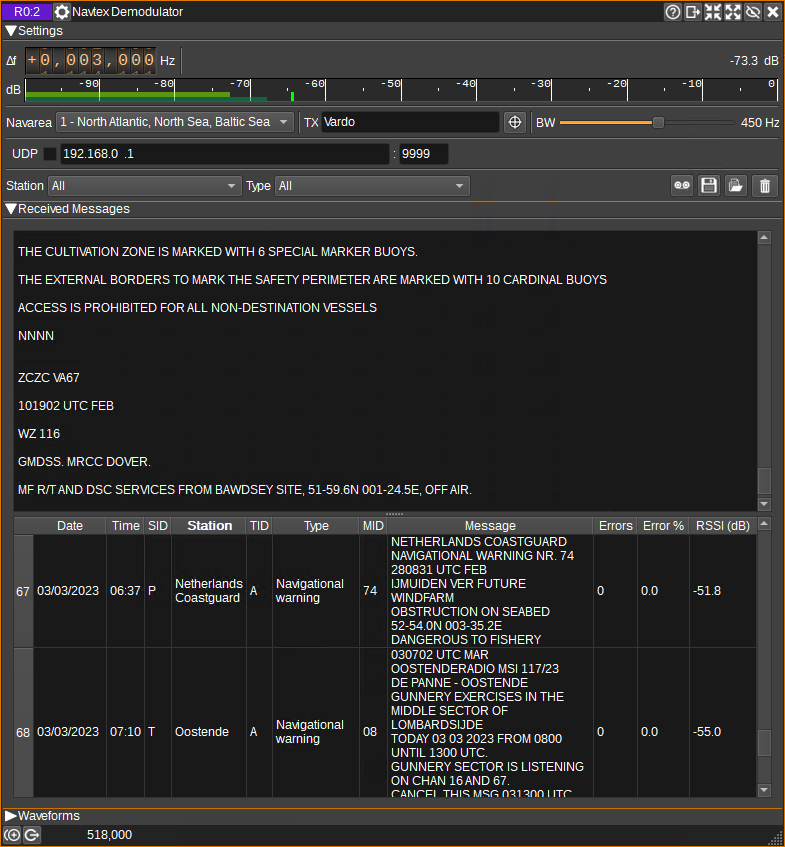 R0:2 Navtex Demodulator
Settings
Δf +0,003,000 Hz -73.3 dB
dB -90 -80 -70 -60 -50 -40 -30 -20 -10 0
Navarea 1 - North Atlantic, North Sea, Baltic Sea TX Vardo BW 450 Hz
UDP 192.168.0 .1 : 9999
Station All Type All
Received Messages
THE CULTIVATION ZONE IS MARKED WITH 6 SPECIAL MARKER BUOYS.
THE EXTERNAL BORDERS TO MARK THE SAFETY PERIMETER ARE MARKED WITH 10 CARDINAL BUOYS
ACCESS IS PROHIBITED FOR ALL NON-DESTINATION VESSELS
NNNN
ZCZC VA67
101902 UTC FEB
WZ 116
GMDSS. MRCC DOVER.
MF R/T AND DSC SERVICES FROM BAWDSEY SITE, 51-59.6N 001-24.5E, OFF AIR.
Date Time SID Station TID Type MID Message Errors Error % RSSI (dB)
67 03/03/2023 06:37 P Netherlands Coastguard A Navigational warning 74
NETHERLANDS COASTGUARD
NAVIGATIONAL WARNING NR. 74
280831 UTC FEB
IJMUIDEN VER FUTURE
WINDFARM
OBSTRUCTION ON SEABED
52-54.0N 003-35.2E
DANGEROUS TO FISHERY
0 0.0 -51.8
68 03/03/2023 07:10 T Oostende A Navigational warning 08
030702 UTC MAR
OOSTENDERADIO MSI 117/23
DE PANNE - OOSTENDE
GUNNERY EXERCISES IN THE
MIDDLE SECTOR OF
LOMBARDSIJDE
TODAY 03 03 2023 FROM 0800
UNTIL 1300 UTC.
GUNNERY SECTOR IS LISTENING
ON CHAN 16 AND 67.
CANCEL THIS MSG 031300 UTC
0 0.0 -55.0
Waveforms
518,000